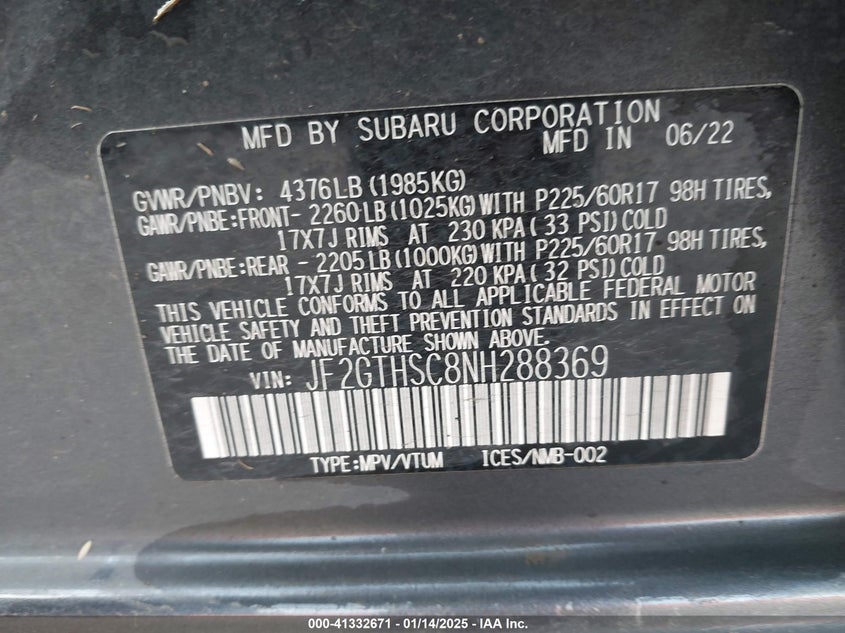 MFD BY SUBARU CORPORATION
MFD IN 06/22
GVWR/PNBV: 4376LB (1985KG)
GAWR/PNBE:FRONT- 2260LB (1025KG) WITH P225/60R17 98H TIRES,
17X7J RIMS AT 230 KPA ( 33 PSI) COLD
GAWR/PNBE:REAR - 2205LB (1000KG) WITH P225/60R17 98H TIRES,
17X7J RIMS AT 220 KPA ( 32 PSI) COLD
THIS VEHICLE CONFORMS TO ALL APPLICABLE FEDERAL MOTOR
VEHICLE SAFETY AND THEFT PREVENTION STANDARDS IN EFFECT ON
THE DATE OF MANUFACTURE SHOWN ABOVE.
VIN: JF2GTHSC8NH288369
TYPE:MPV/VTUM ICES/NMB-002
000-41332671 - 01/14/2025 - IAA Inc.